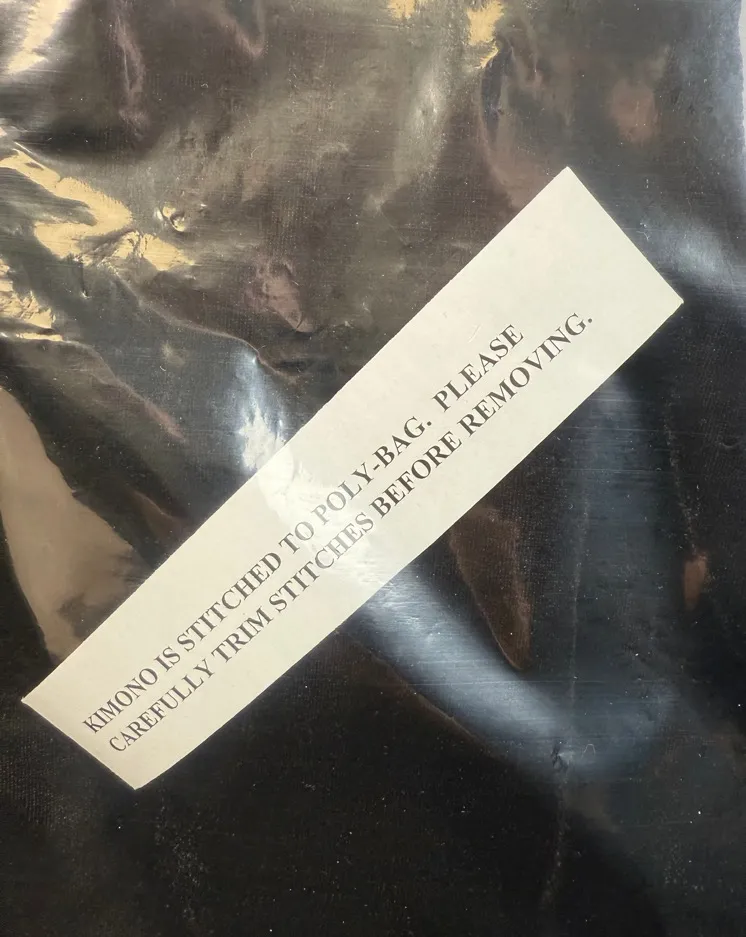 KIMONO IS STITCHED TO POLY-BAG. PLEASE
CAREFULLY TRIM STITCHES BEFORE REMOVING.